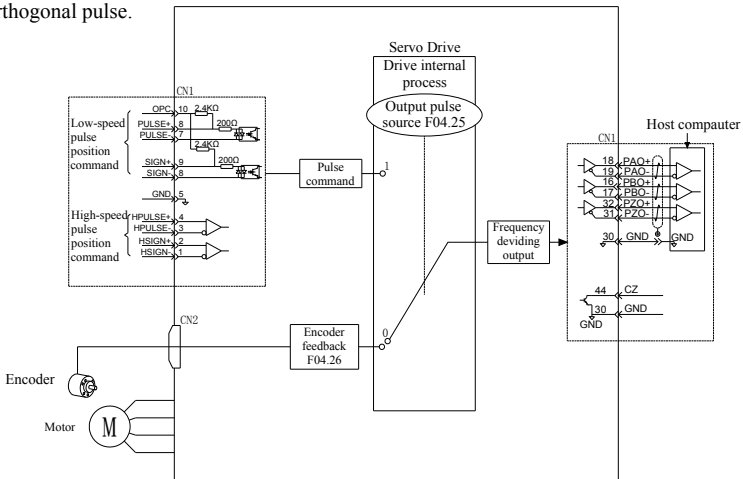 rthogonal pulse.
Servo Drive
Drive internal
process
Output pulse
source F04.25
CN1
Low-speed
pulse
position
command
OPC 10 2.4KΩ
PULSE+ 8 200Ω
PULSE- 7
2.4KΩ
SIGN+ 9 200Ω
SIGN- 8
GND 5
High-speed
pulse
position
command
HPULSE+ 4
HPULSE- 3
HSIGN+ 2
HSIGN- 1
Pulse
command
1
Frequency
deviding
output
Host compauter
CN1
18 PAO+
19 PAO-
16 PBO+
17 PBO-
32 PZO+
31 PZO-
30 GND GND
44 CZ
30 GND
GND
CN2
Encoder
feedback
F04.26
0
Encoder
Motor
M